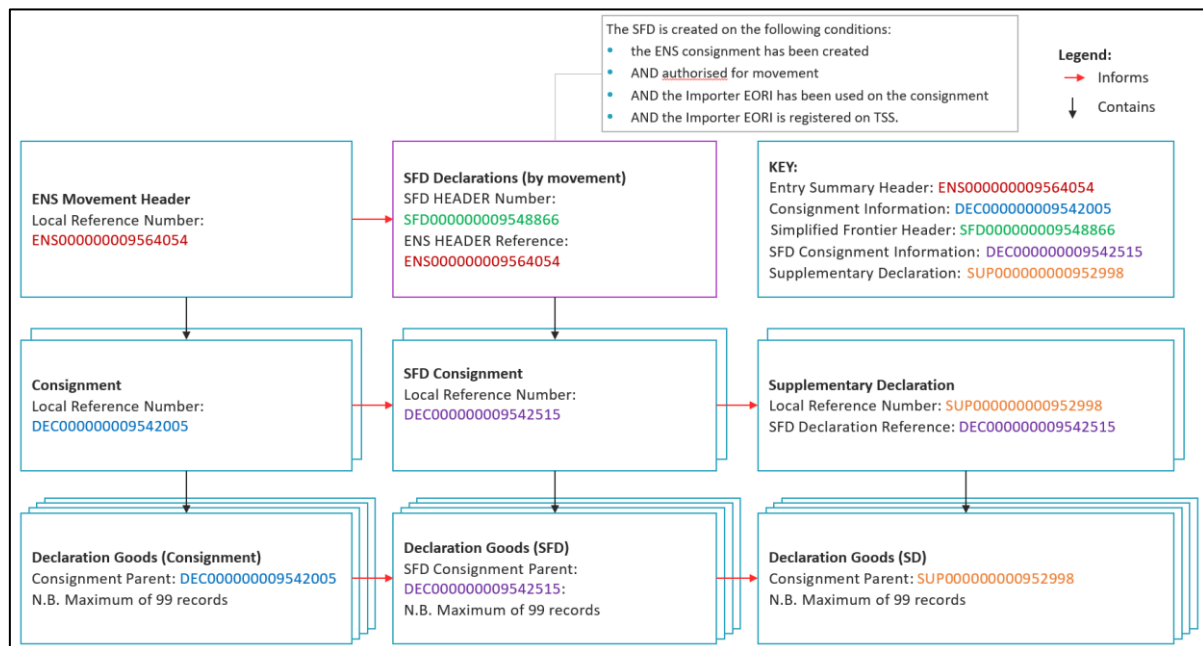 The SFD is created on the following conditions:
• the ENS consignment has been created
• AND authorised for movement
• AND the Importer EORI has been used on the consignment
• AND the Importer EORI is registered on TSS.
Legend:
Informs
Contains
ENS Movement Header
Local Reference Number:
ENS000000009564054
SFD Declarations (by movement)
SFD HEADER Number:
SFD000000009548866
ENS HEADER Reference:
ENS000000009564054
KEY:
Entry Summary Header: ENS000000009564054
Consignment Information: DEC000000009542005
Simplified Frontier Header: SFD000000009548866
SFD Consignment Information: DEC000000009542515
Supplementary Declaration: SUP000000000952998
Consignment
Local Reference Number:
DEC000000009542005
SFD Consignment
Local Reference Number:
DEC000000009542515
Supplementary Declaration
Local Reference Number: SUP000000000952998
SFD Declaration Reference: DEC000000009542515
Declaration Goods (Consignment)
Consignment Parent: DEC000000009542005
N.B. Maximum of 99 records
Declaration Goods (SFD)
SFD Consignment Parent:
DEC000000009542515:
N.B. Maximum of 99 records
Declaration Goods (SD)
Consignment Parent: SUP000000000952998
N.B. Maximum of 99 records